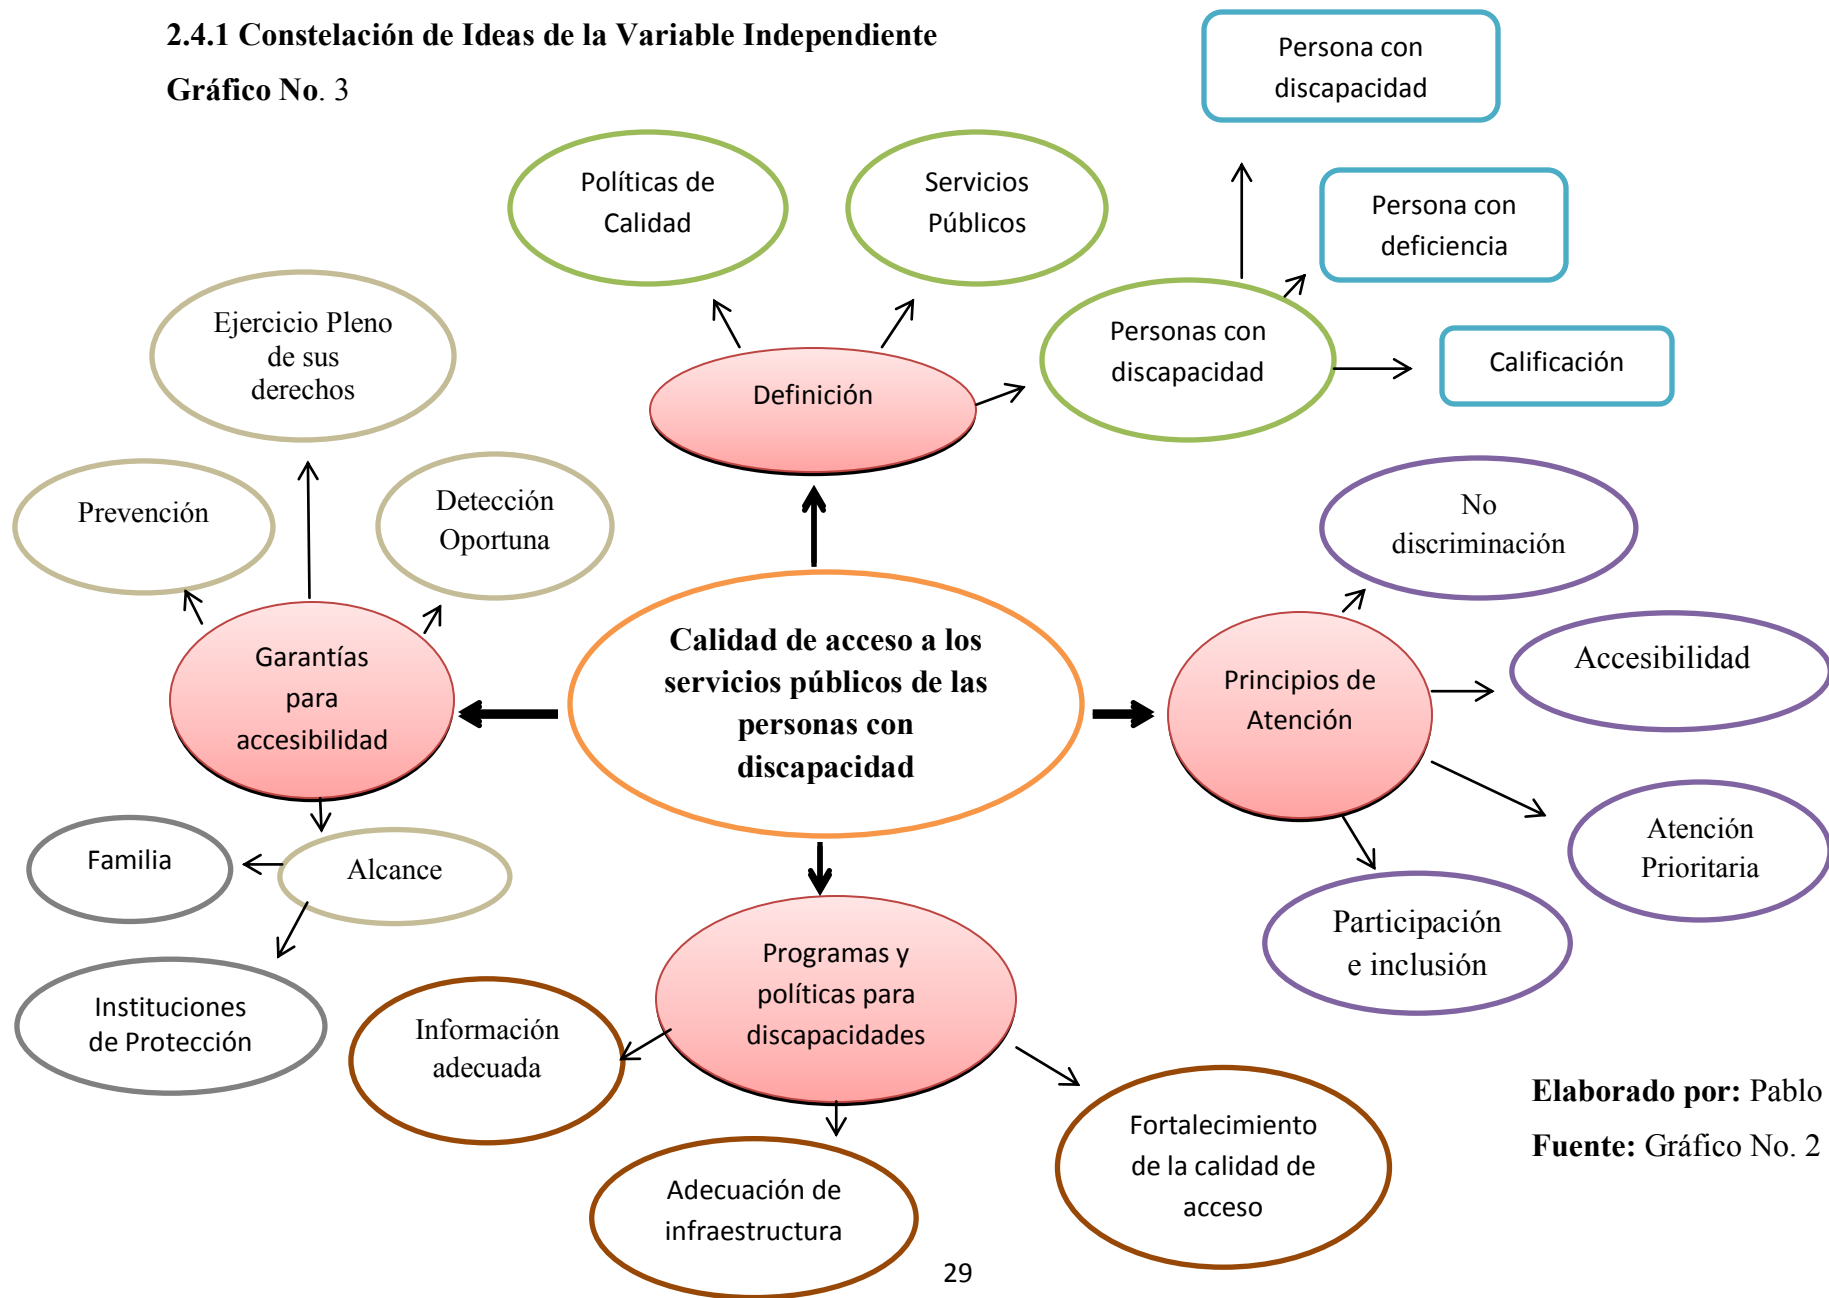 2.4.1 Constelación de Ideas de la Variable Independiente
Gráfico No. 3
Persona con
discapacidad
Políticas de
Calidad
Servicios
Públicos
Persona con
deficiencia
Ejercicio Pleno
de sus
derechos
Personas con
discapacidad
Calificación
Definición
Prevención
Detección
Oportuna
No
discriminación
Garantías
para
accesibilidad
Calidad de acceso a los
servicios públicos de las
personas con
discapacidad
Principios de
Atención
Accesibilidad
Familia
Alcance
Atención
Prioritaria
Participación
e inclusión
Programas y
políticas para
discapacidades
Instituciones
de Protección
Información
adecuada
Adecuación de
infraestructura
Fortalecimiento
de la calidad de
acceso
Elaborado por: Pablo
Fuente: Gráfico No. 2
29